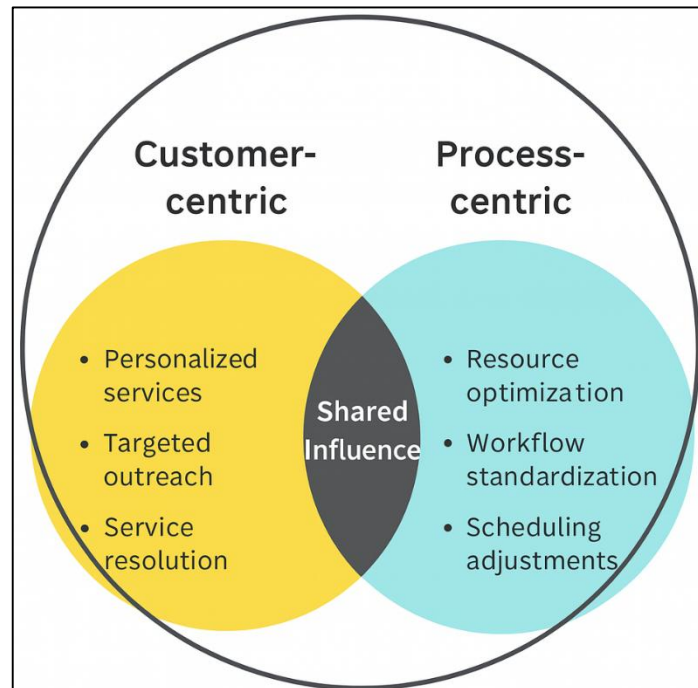 Customer-
centric
Process-
centric
• Personalized
services
• Targeted
outreach
• Service
resolution
Shared
Influence
• Resource
optimization
• Workflow
standardization
• Scheduling
adjustments